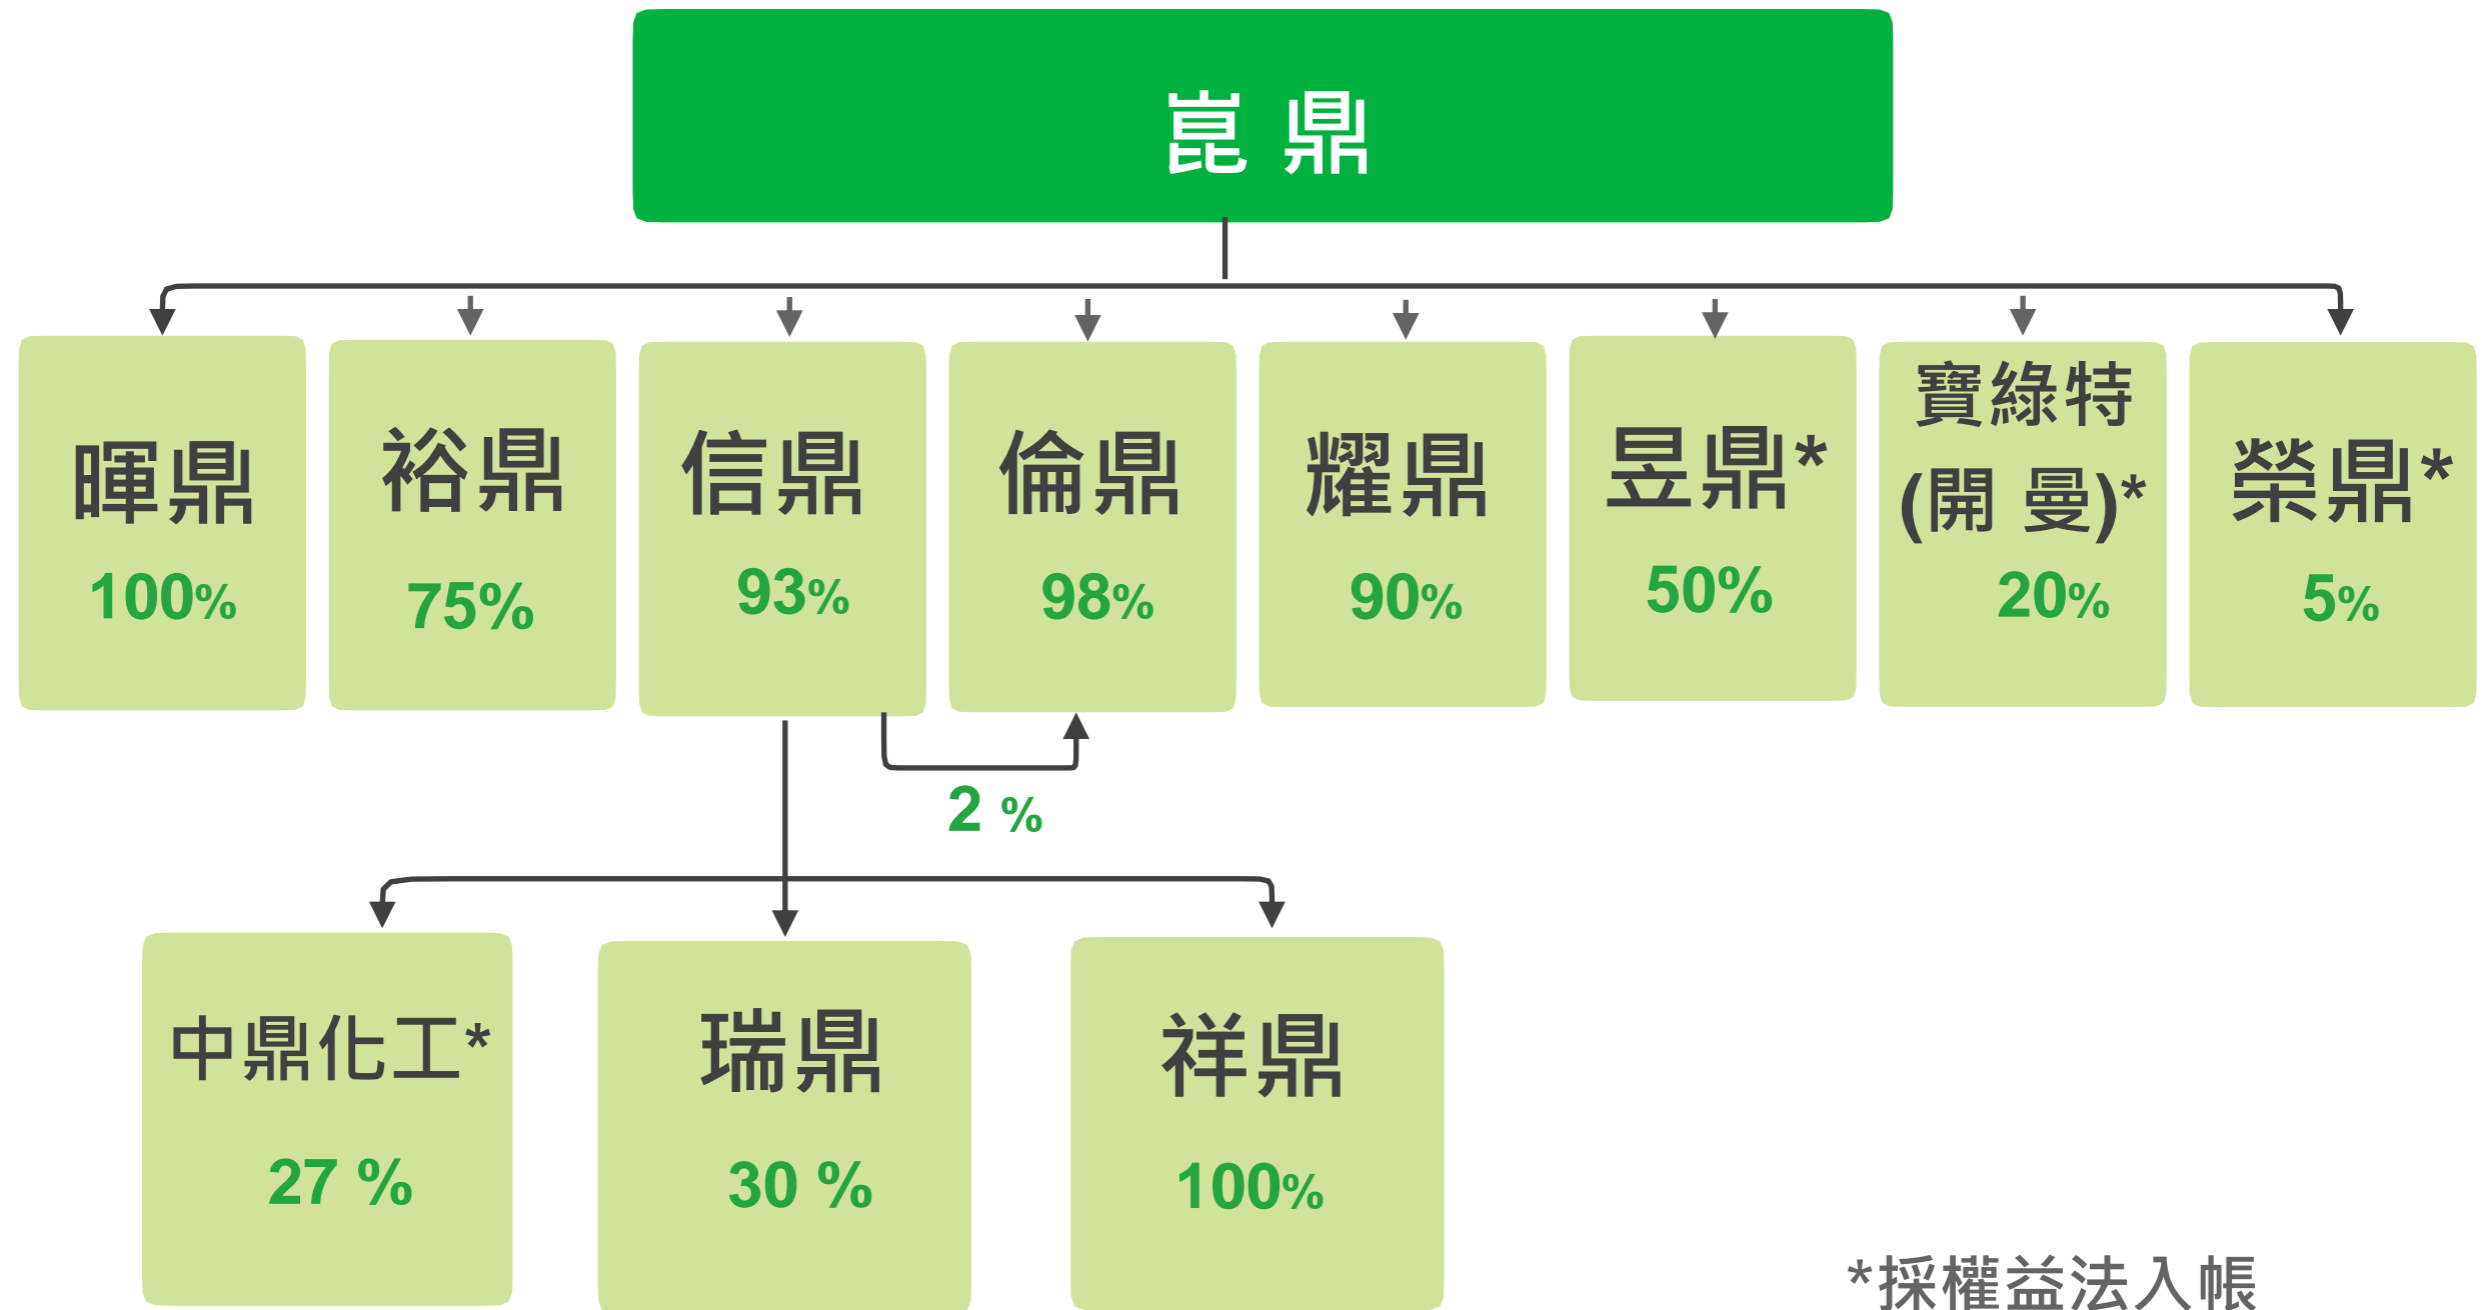 崑 鼎
暉鼎
100%
裕鼎
75%
信鼎
93%
倫鼎
98%
耀鼎
90%
昱鼎*
50%
寶綠特
(開 曼)*
20%
榮鼎*
5%
2 %
中鼎化工*
27 %
瑞鼎
30 %
祥鼎
100%
*採權益法入帳